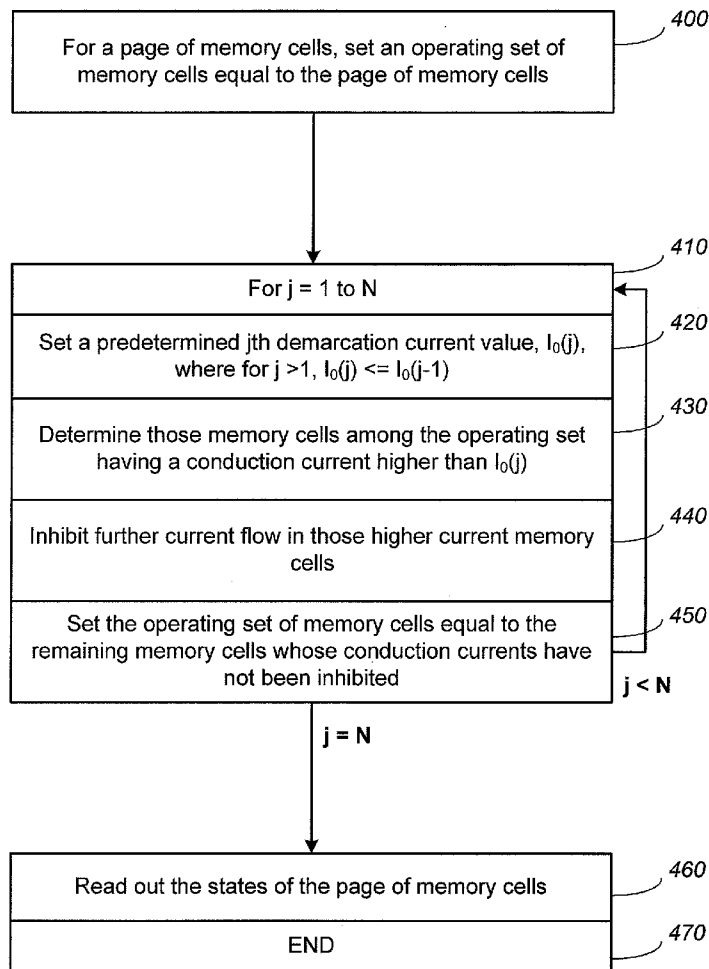 400
For a page of memory cells, set an operating set of
memory cells equal to the page of memory cells
410
For j = 1 to N
420
Set a predetermined jth demarcation current value, I₀(j),
where for j >1, I₀(j) <= I₀(j-1)
430
Determine those memory cells among the operating set
having a conduction current higher than I₀(j)
440
Inhibit further current flow in those higher current memory
cells
450
Set the operating set of memory cells equal to the
remaining memory cells whose conduction currents have
not been inhibited
j < N
j = N
460
Read out the states of the page of memory cells
470
END